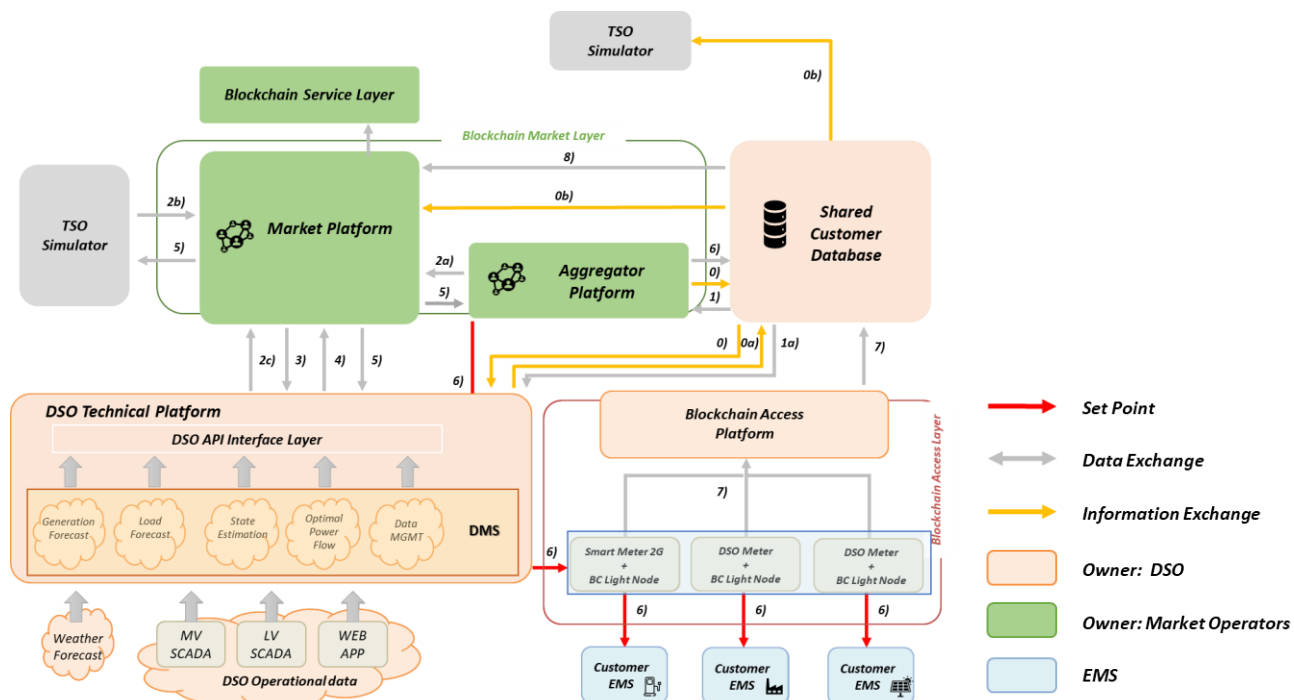 TSO
Simulator
0b)
Blockchain Service Layer
Blockchain Market Layer
8)
0b)
TSO
Simulator
2b)
5)
Market Platform
2a)
5)
Aggregator
Platform
6)
0)
1)
Shared
Customer
Database
2c)
3)
4)
5)
6)
0)
0a)
1a)
7)
DSO Technical Platform
DSO API Interface Layer
Generation
Forecast
Load
Forecast
State
Estimation
Optimal
Power
Flow
Data
MGMT
DMS
Weather
Forecast
MV
SCADA
LV
SCADA
WEB
APP
DSO Operational data
Blockchain Access
Platform
Blockchain Access Layer
7)
6)
Smart Meter 2G
+
BC Light Node
DSO Meter
+
BC Light Node
DSO Meter
+
BC Light Node
6)
6)
6)
Customer
EMS
Customer
EMS
Customer
EMS
Set Point
Data Exchange
Information Exchange
Owner: DSO
Owner: Market Operators
EMS